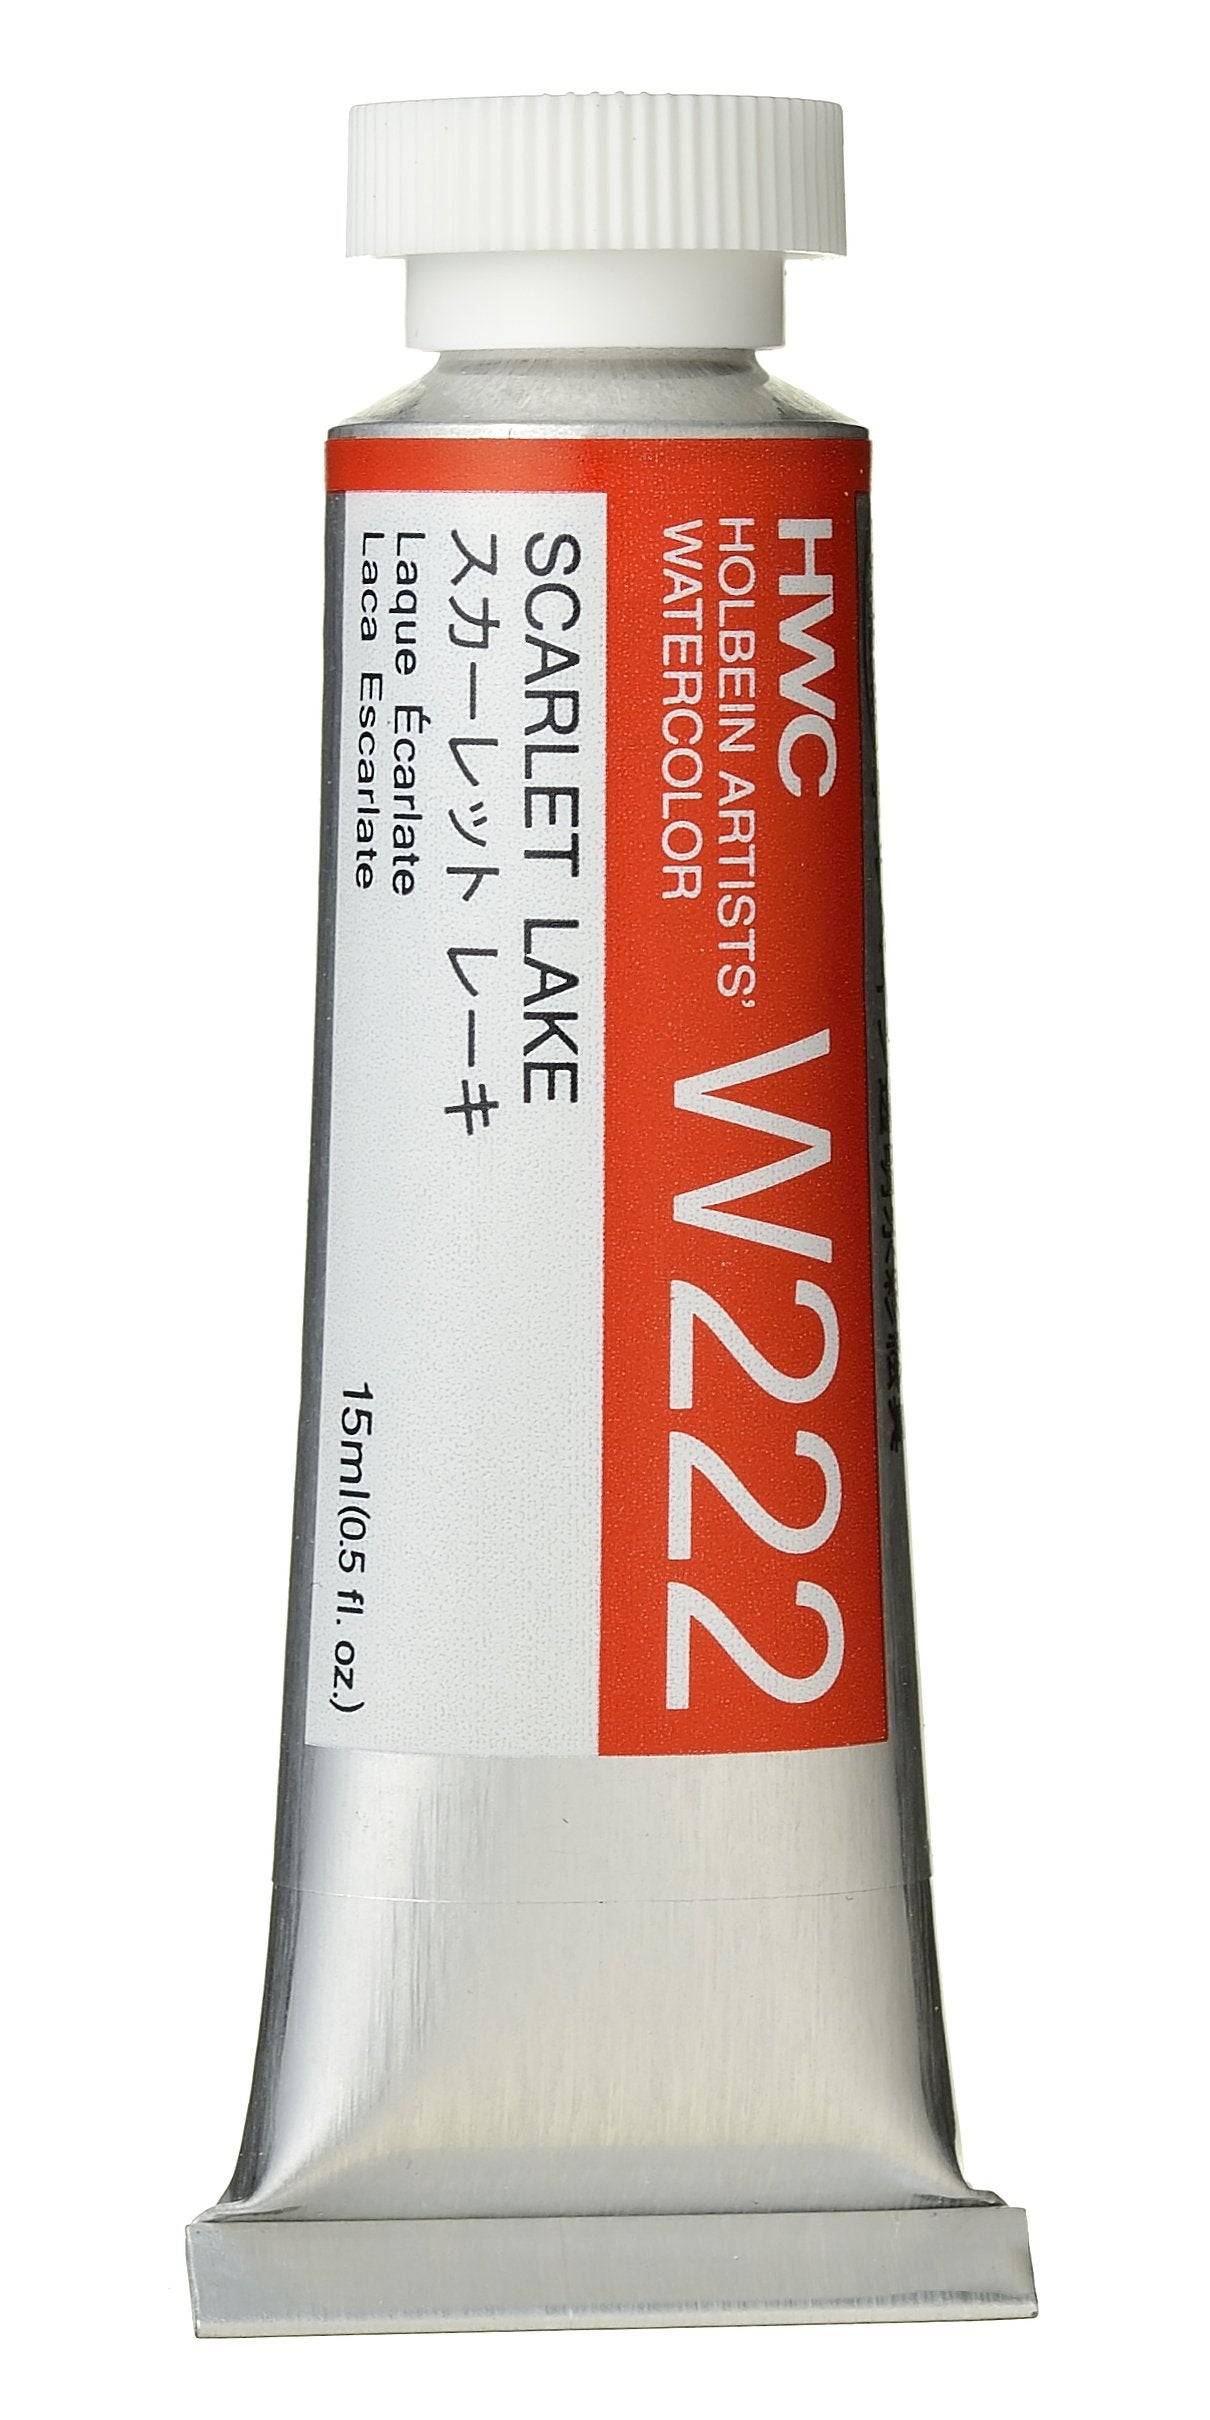 HWC
HOLBEIN ARTISTS'
WATERCOLOR
W222
SCARLET LAKE
スカーレット レーキ
Laque Écarlate
Laca Escarlate
15ml(0.5 fl. oz.)